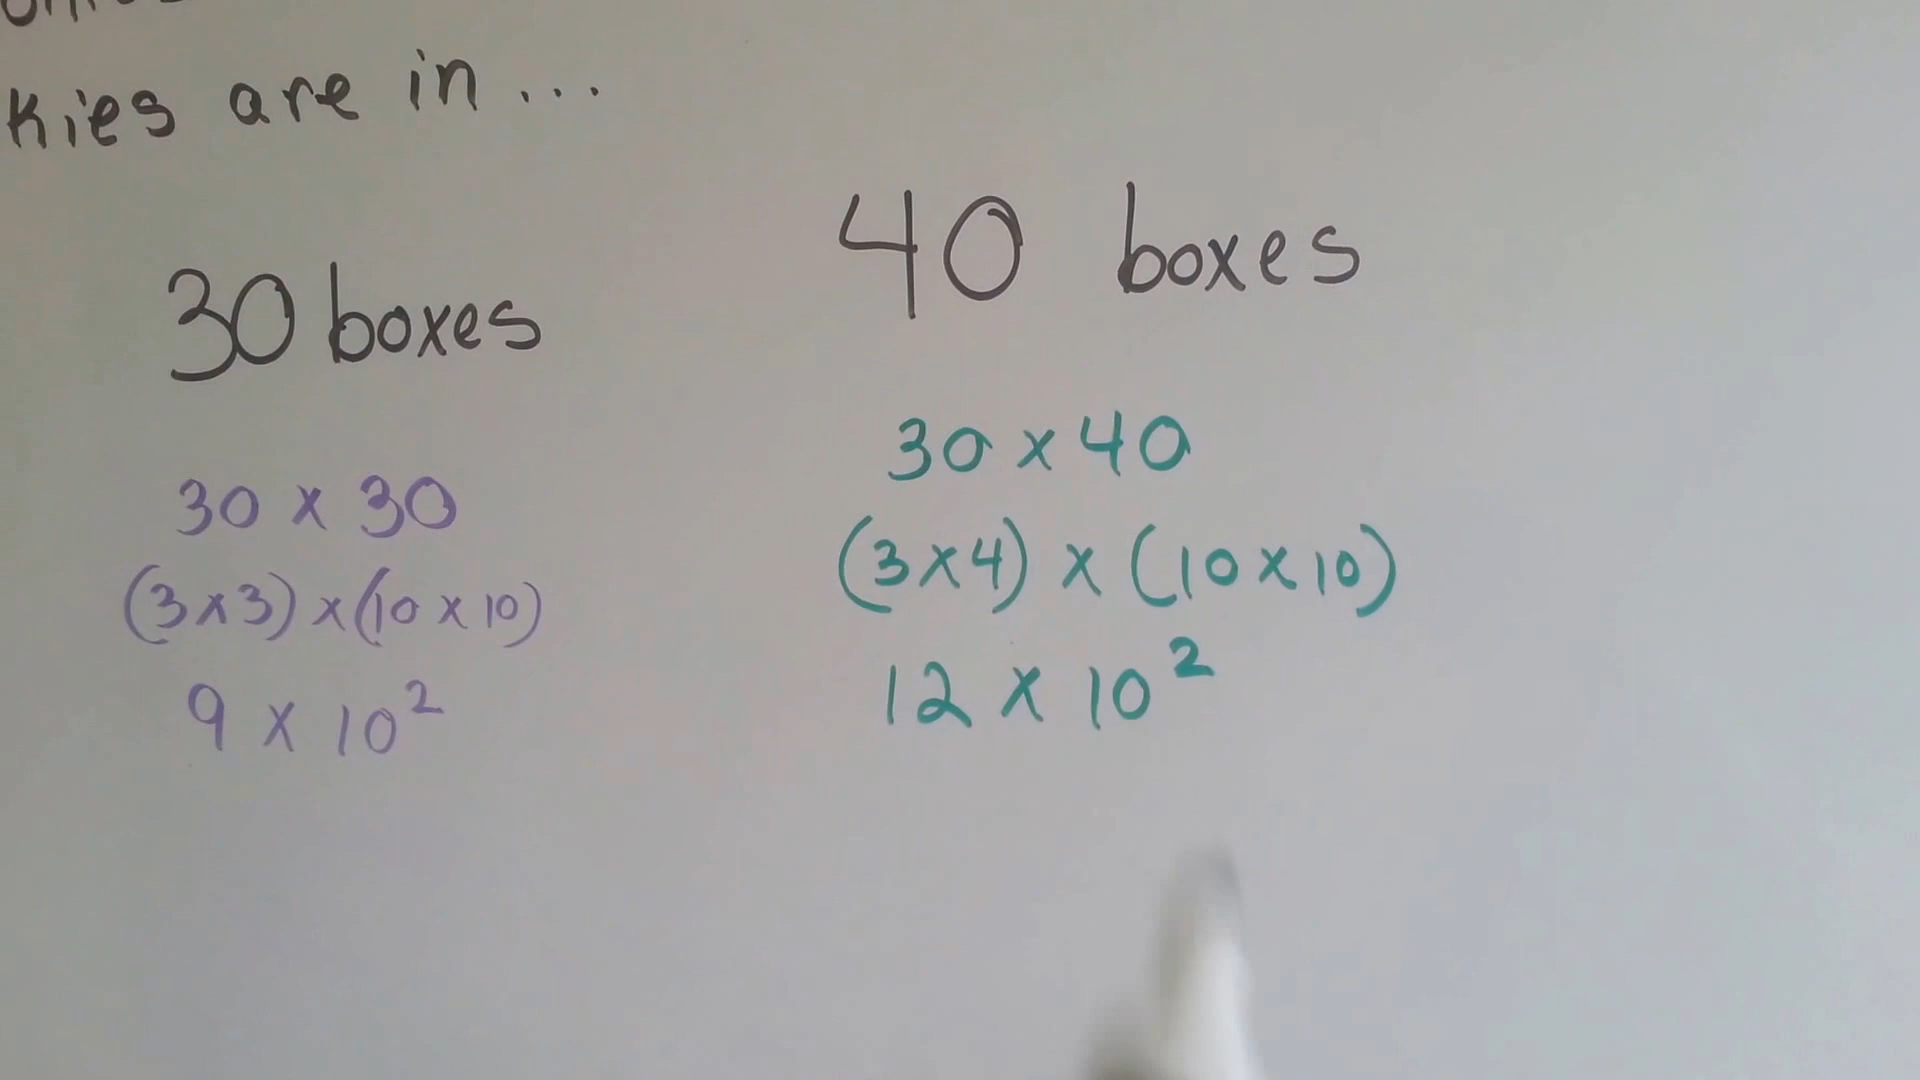 kies are in...
30 boxes
30 x 30
(3x3) x (10 x 10)
9 x 10²
40 boxes
30 x 40
(3x4) x (10 x 10)
12 x 10²